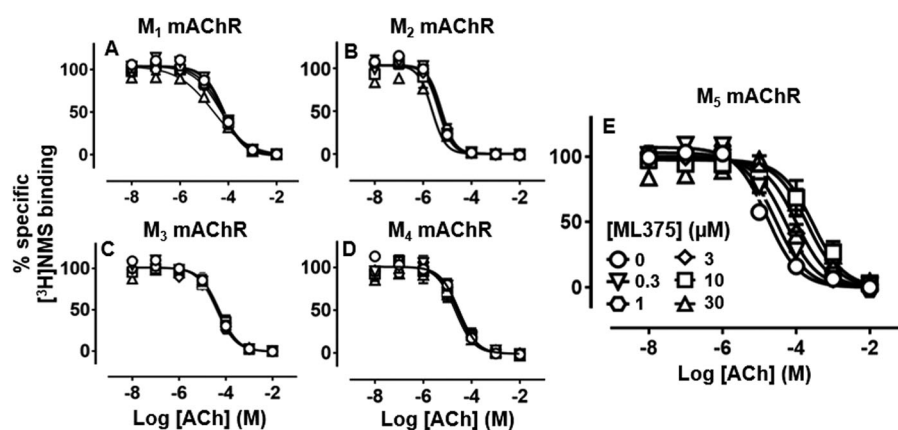 M1 mAChR
M2 mAChR
A
B
100
50
0
-8 -6 -4 -2
100
50
0
-8 -6 -4 -2
M3 mAChR
M4 mAChR
C
D
100
50
0
-8 -6 -4 -2
Log [ACh] (M)
100
50
0
-8 -6 -4 -2
Log [ACh] (M)
% specific
[³H]NMS binding
M5 mAChR
E
100
50
0
[ML375] (µM)
0 3
0.3 10
1 30
-8 -6 -4 -2
Log [ACh] (M)